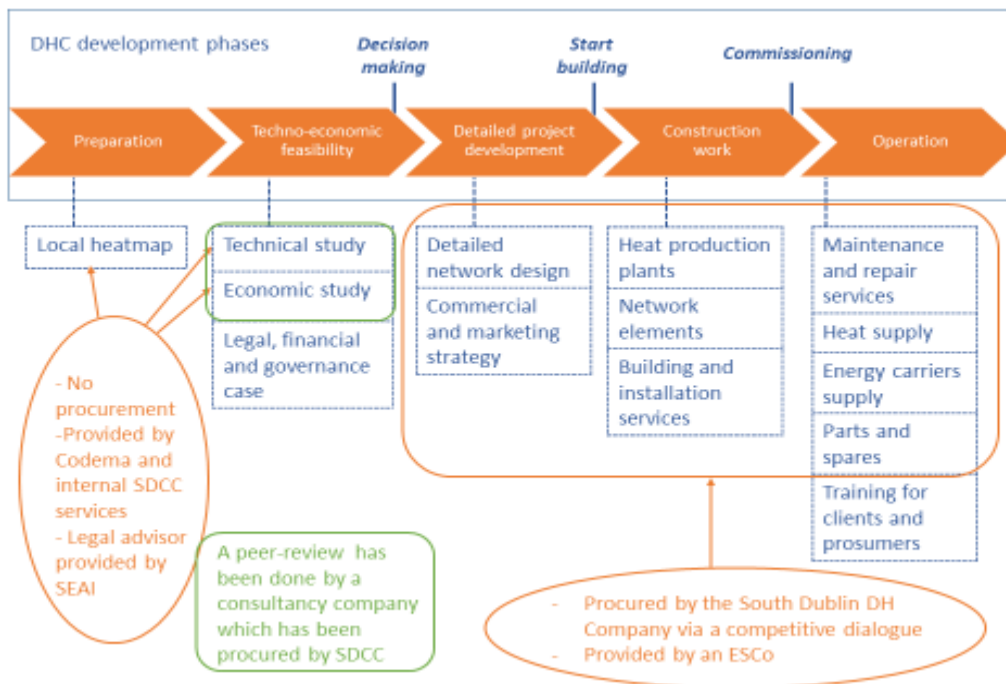 DHC development phases
Decision
making
Start
building
Commissioning
Preparation
Techno-economic
feasibility
Detailed project
development
Construction
work
Operation
Local heatmap
Technical study
Economic study
Legal, financial
and governance
case
Detailed
network design
Commercial
and marketing
strategy
Heat production
plants
Network
elements
Building and
installation
services
Maintenance
and repair
services
Heat supply
Energy carriers
supply
Parts and
spares
Training for
clients and
prosumers
- No
procurement
-Provided by
Codema and
internal SDCC
services
- Legal advisor
provided by
SEAI
A peer-review has
been done by a
consultancy company
which has been
procured by SDCC
- Procured by the South Dublin DH
Company via a competitive dialogue
- Provided by an ESCo